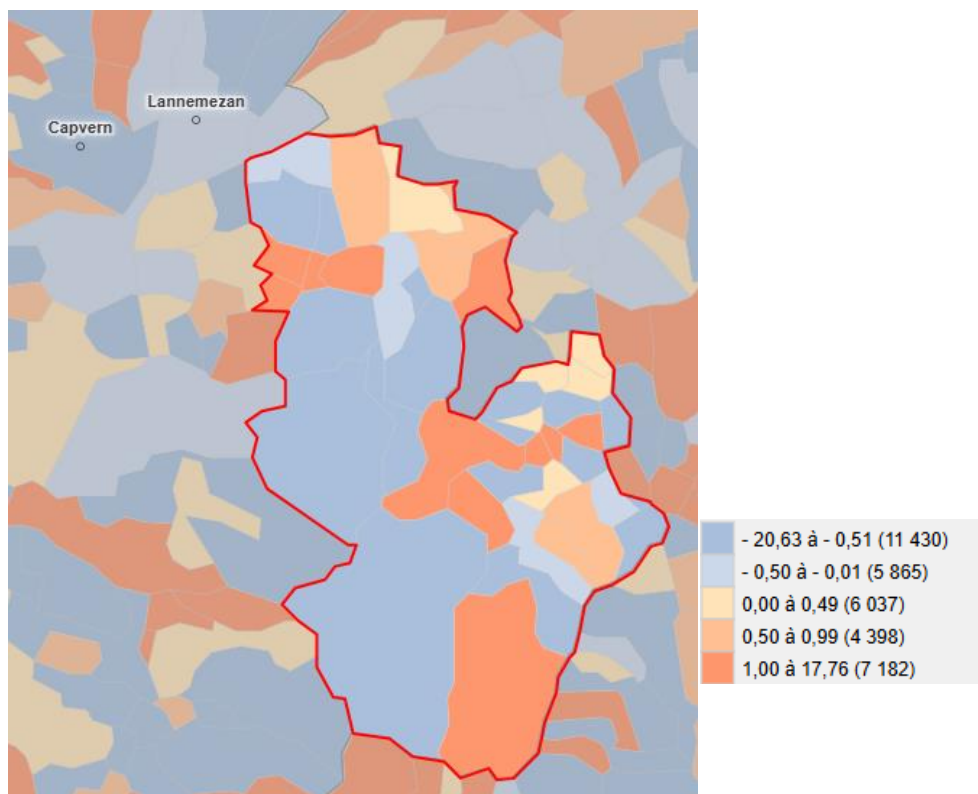 Lannemezan
Capvern
- 20,63 à - 0,51 (11 430)
- 0,50 à - 0,01 (5 865)
0,00 à 0,49 (6 037)
0,50 à 0,99 (4 398)
1,00 à 17,76 (7 182)